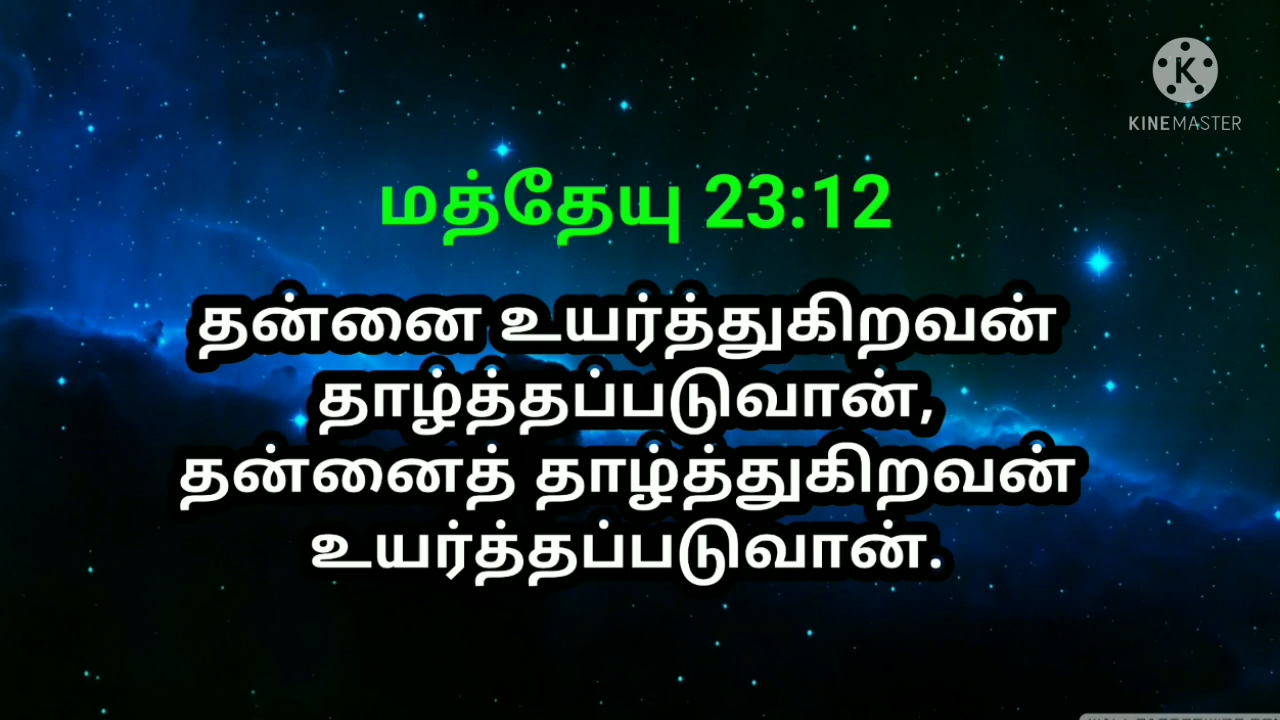 KINEMASTER
மத்தேயு 23:12
தன்னை உயர்த்துகிறவன்
தாழ்த்தப்படுவான்,
தன்னைத் தாழ்த்துகிறவன்
உயர்த்தப்படுவான்.